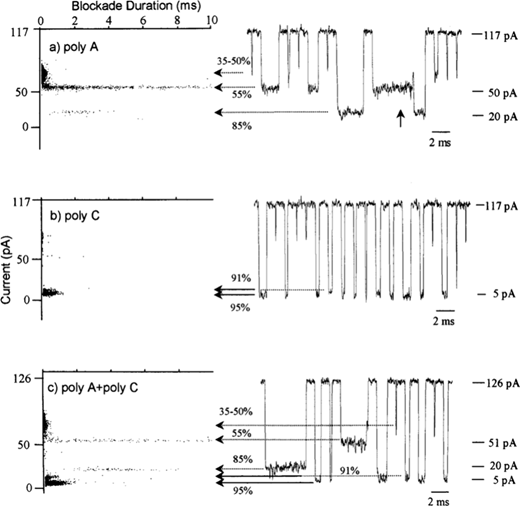 Blockade Duration (ms)
0 2 4 6 8 10
117
a) poly A
50
0
35-50%
55%
85%
117 pA
50 pA
20 pA
2 ms
117
b) poly C
50
0
91%
95%
117 pA
5 pA
2 ms
Current (pA)
126
c) poly A+poly C
50
0
35-50%
55%
85%
91%
95%
126 pA
51 pA
20 pA
5 pA
2 ms